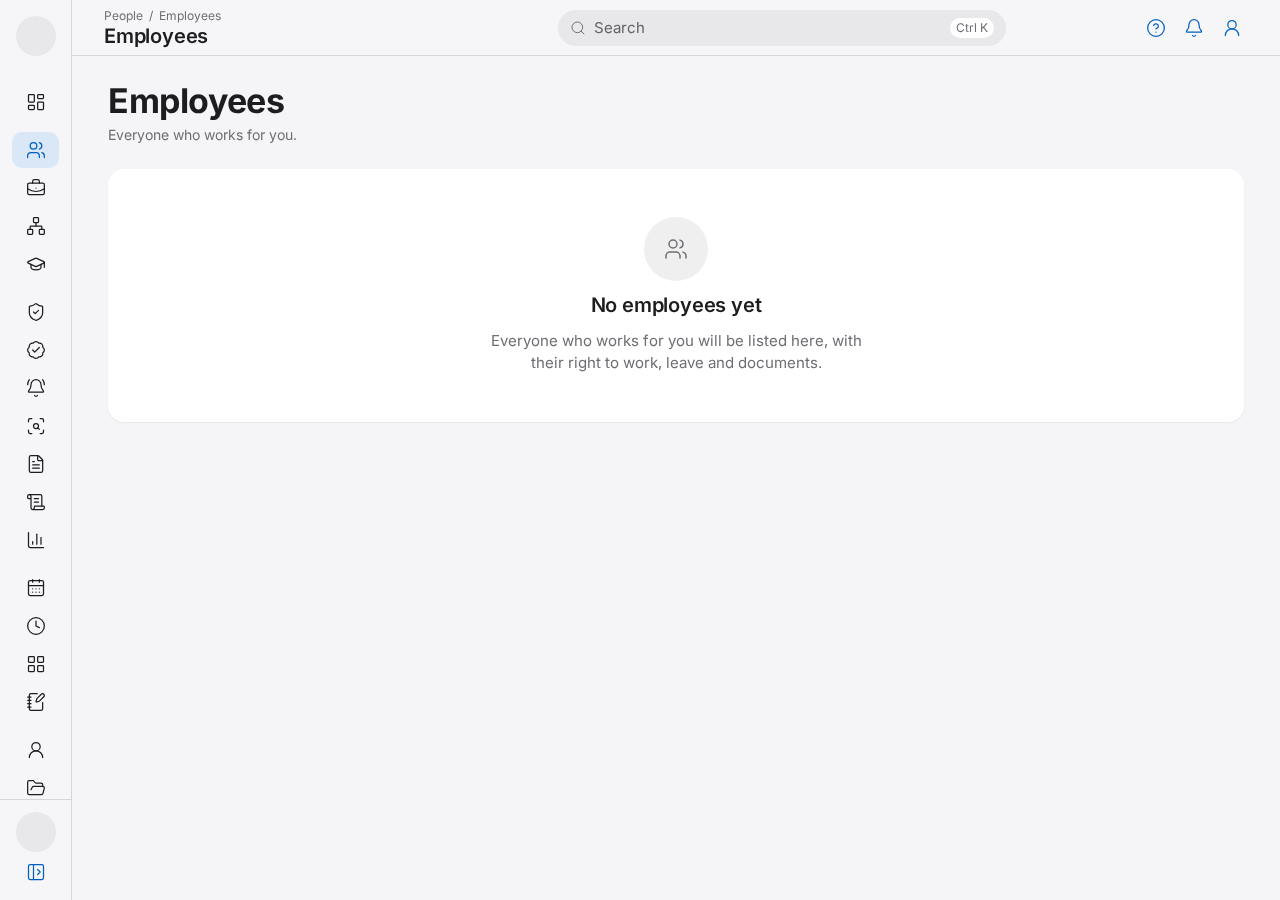 People / Employees
Employees
Search
Ctrl K
Employees
Everyone who works for you.
No employees yet
Everyone who works for you will be listed here, with
their right to work, leave and documents.